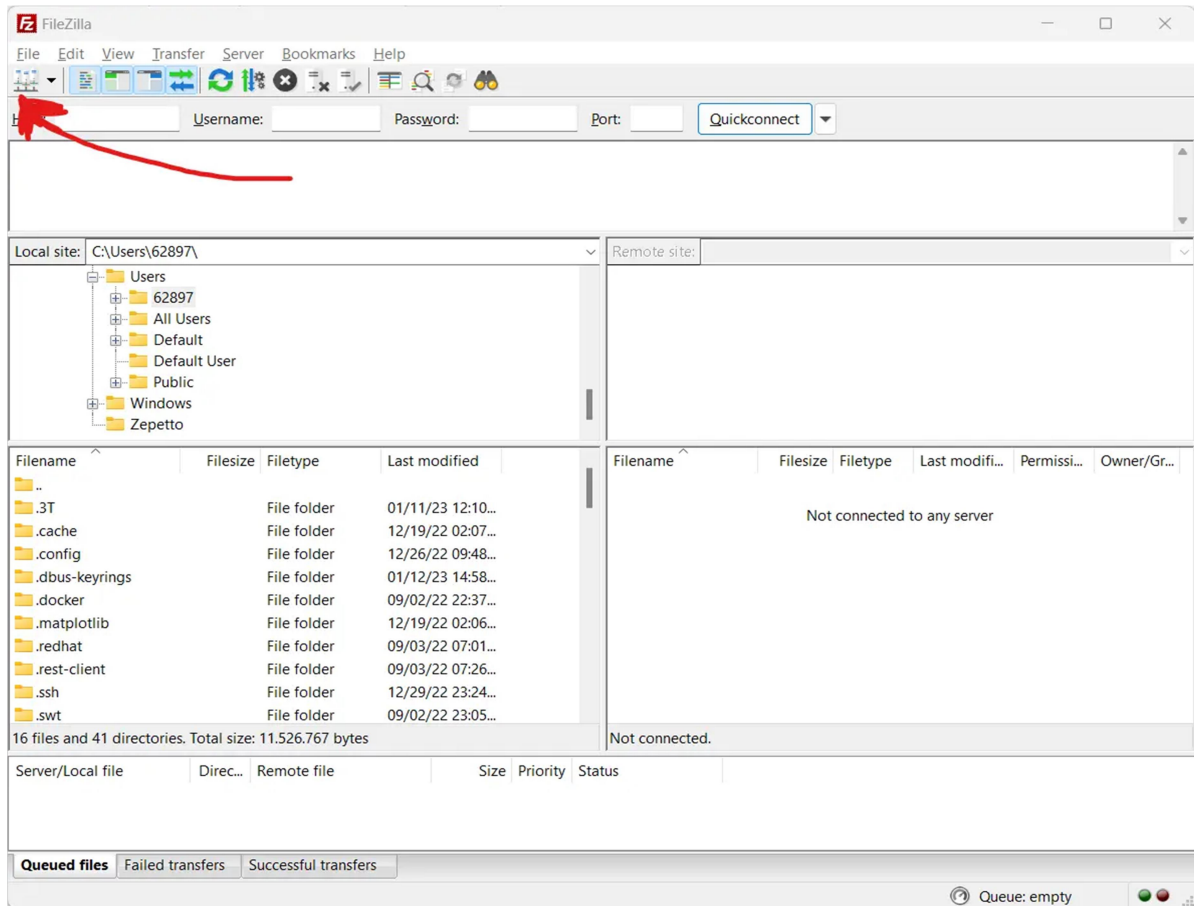 FileZilla
File Edit View Transfer Server Bookmarks Help
Username: Password: Port: Quickconnect
Local site: C:\Users\62897\
Remote site:
Users
62897
All Users
Default
Default User
Public
Windows
Zepetto
Filename Filesize Filetype Last modified
..
.3T File folder 01/11/23 12:10...
.cache File folder 12/19/22 02:07...
.config File folder 12/26/22 09:48...
.dbus-keyrings File folder 01/12/23 14:58...
.docker File folder 09/02/22 22:37...
.matplotlib File folder 12/19/22 02:06...
.redhat File folder 09/03/22 07:01...
.rest-client File folder 09/03/22 07:26...
.ssh File folder 12/29/22 23:24...
.swt File folder 09/02/22 23:05...
16 files and 41 directories. Total size: 11.526.767 bytes
Filename Filesize Filetype Last modifi... Permissi... Owner/Gr...
Not connected to any server
Not connected.
Server/Local file Direc... Remote file Size Priority Status
Queued files Failed transfers Successful transfers
Queue: empty